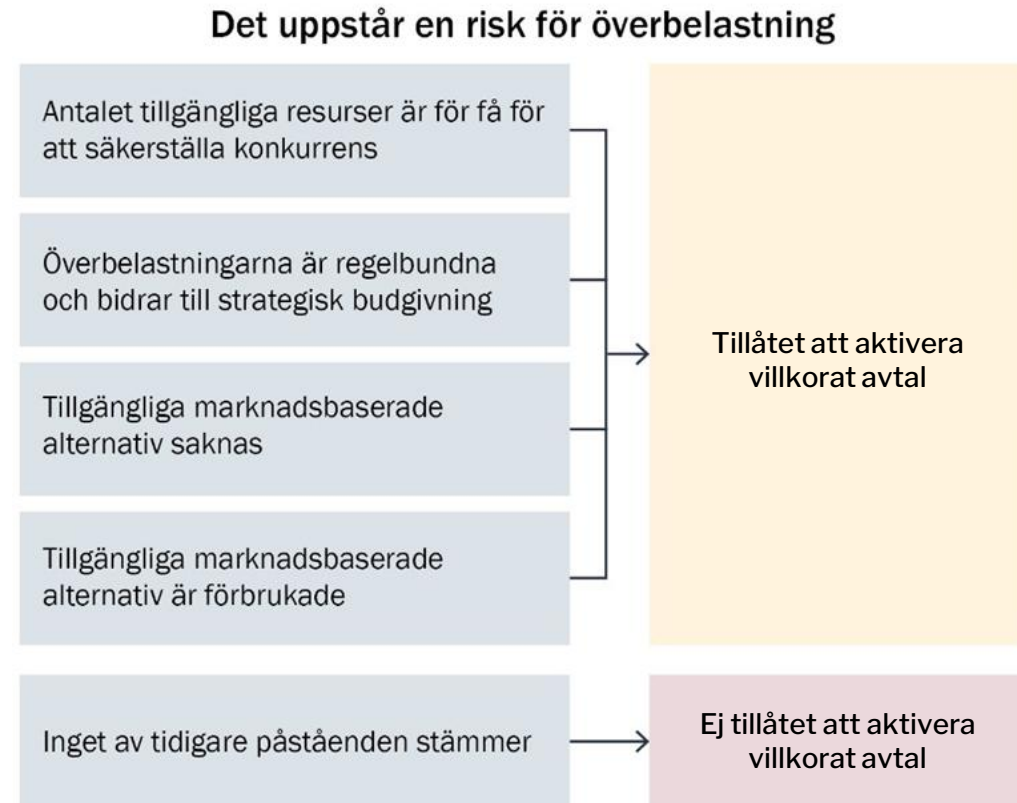 Det uppstår en risk för överbelastning
Antalet tillgängliga resurser är för få för
att säkerställa konkurrens
Överbelastningarna är regelbundna
och bidrar till strategisk budgivning
Tillgängliga marknadsbaserade
alternativ saknas
Tillgängliga marknadsbaserade
alternativ är förbrukade
Tillåtet att aktivera
villkorat avtal
Inget av tidigare påståenden stämmer
Ej tillåtet att aktivera
villkorat avtal